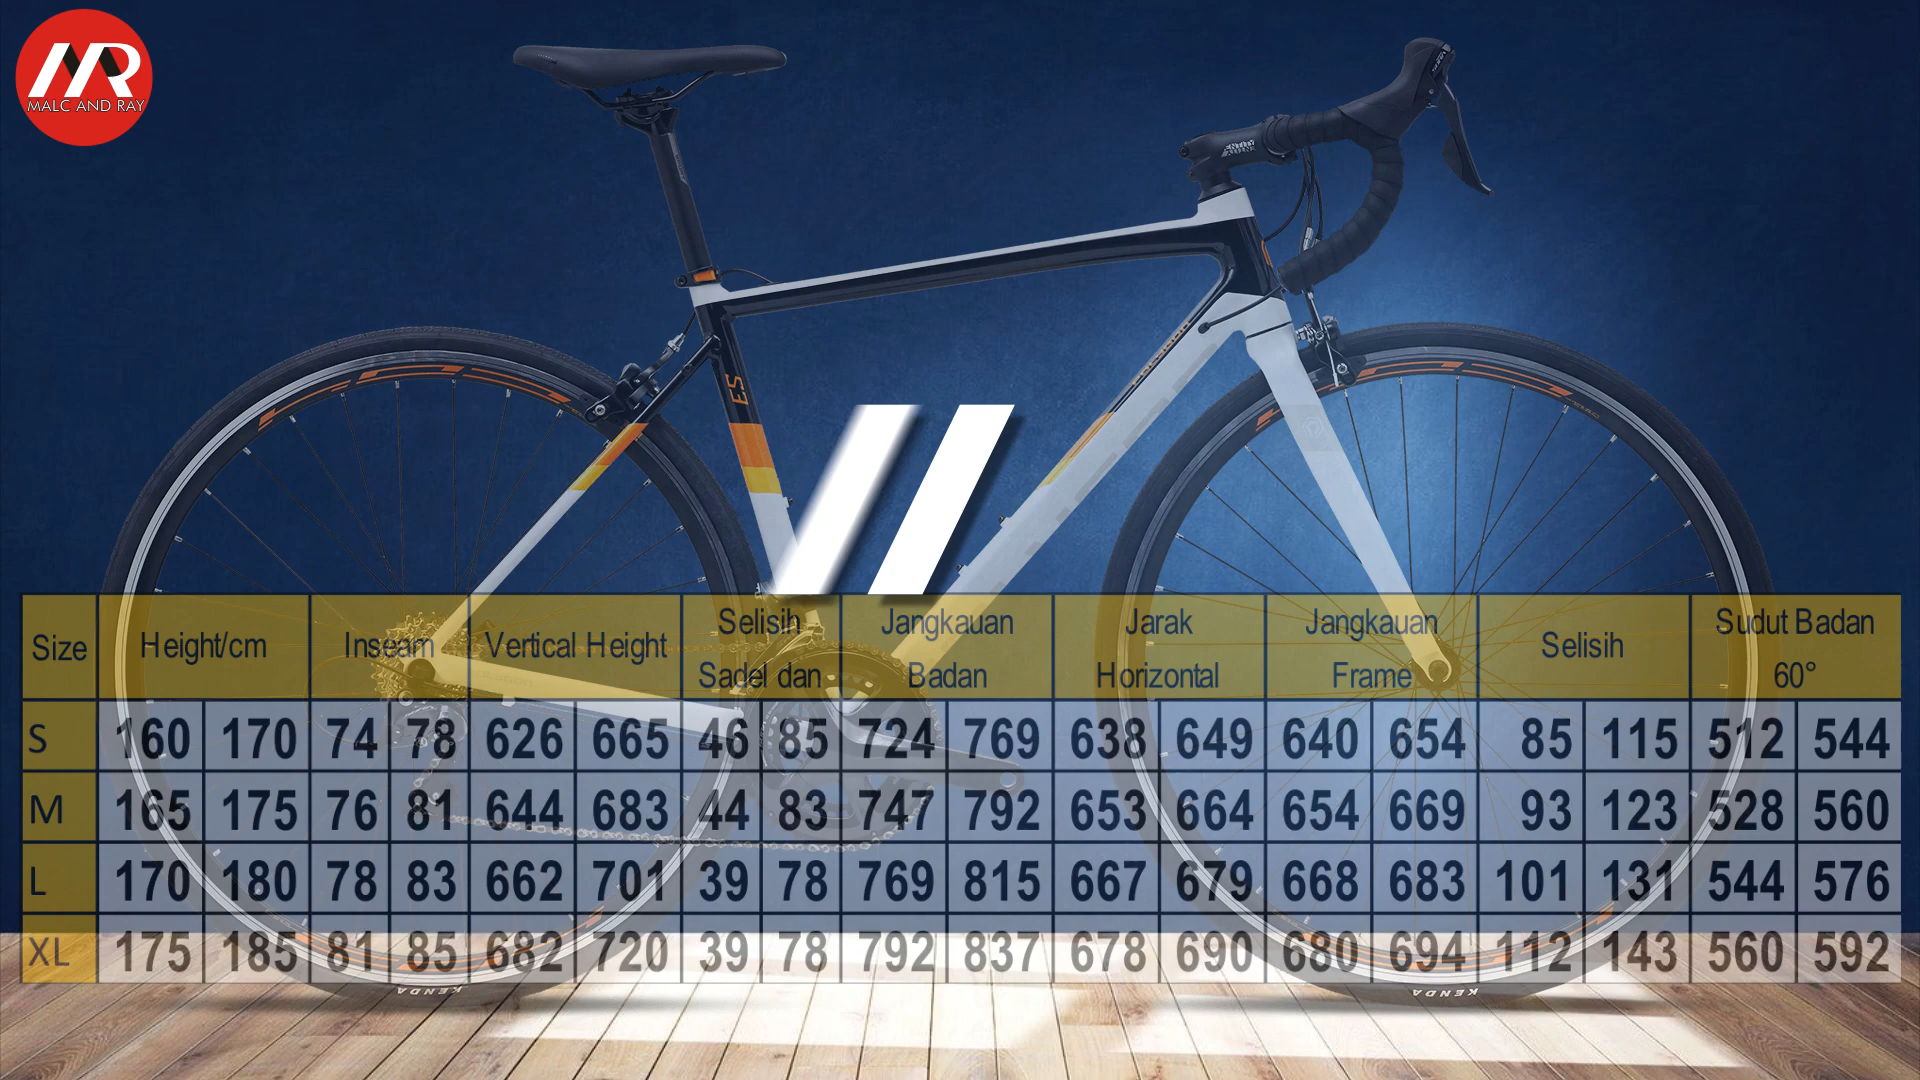 MR
MALC AND RAY
ENTITY
E5
Size Height/cm Inseam Vertical Height Selisih Sadel dan Jangkauan Badan Jarak Horizontal Jangkauan Frame Selisih Sudut Badan 60°
S 160 170 74 78 626 665 46 85 724 769 638 649 640 654 85 115 512 544
M 165 175 76 81 644 683 44 83 747 792 653 664 654 669 93 123 528 560
L 170 180 78 83 662 701 39 78 769 815 667 679 668 683 101 131 544 576
XL 175 185 81 85 682 720 39 78 792 837 678 690 680 694 112 143 560 592
KENDA KENDA